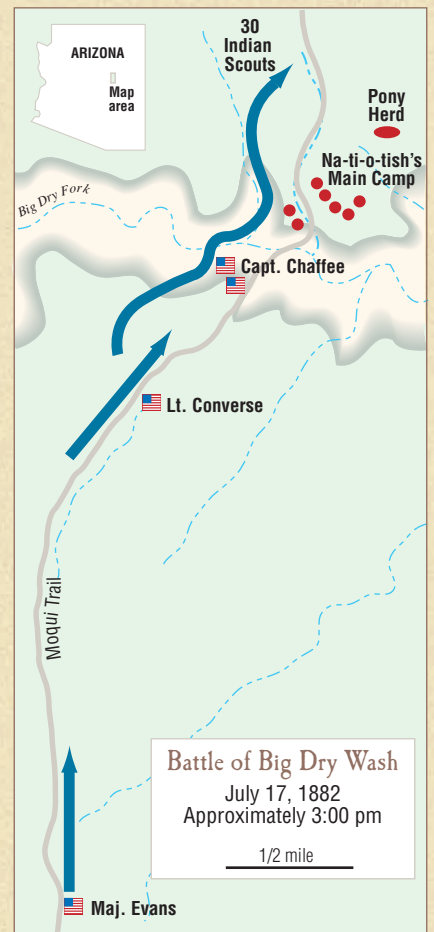 ARIZONA
Map
area
30
Indian
Scouts
Pony
Herd
Na-ti-o-tish's
Main Camp
Big Dry Fork
Capt. Chaffee
Lt. Converse
Moqui Trail
Battle of Big Dry Wash
July 17, 1882
Approximately 3:00 pm
1/2 mile
Maj. Evans